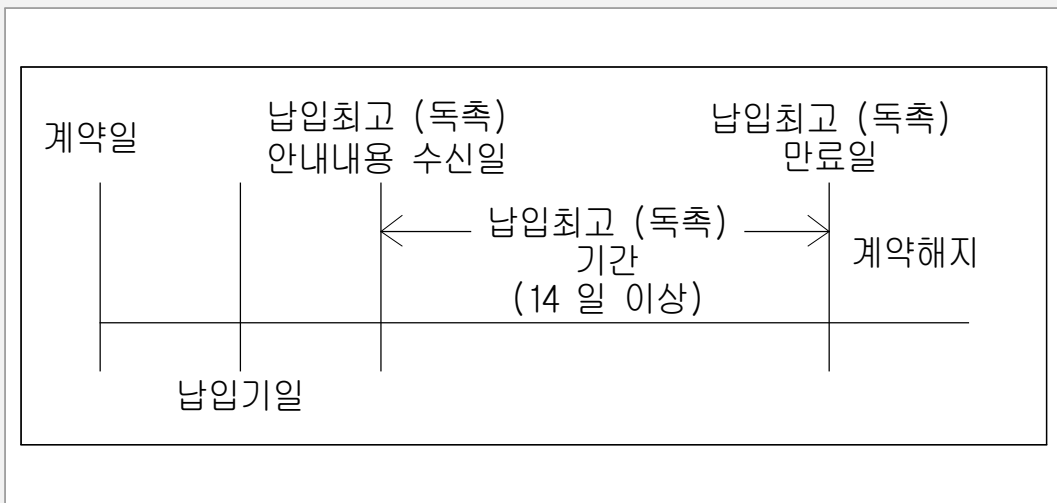 계약일
납입최고 (독촉)
안내내용 수신일
납입최고 (독촉)
만료일
납입최고 (독촉)
기간
(14 일 이상)
계약해지
납입기일